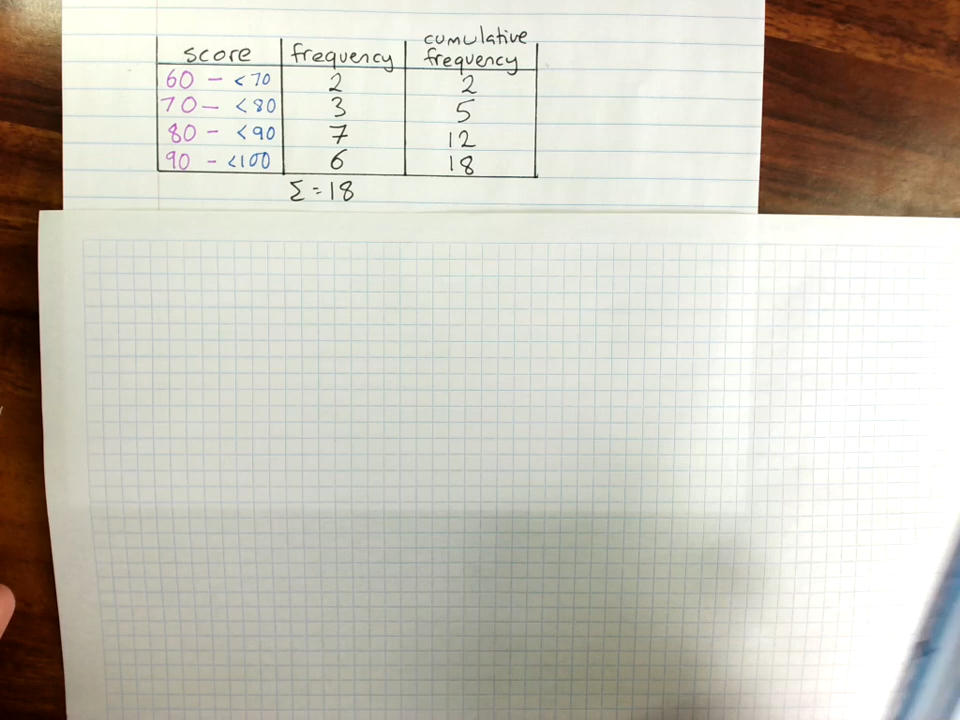 score frequency cumulative frequency
60 - <70 2 2
70 - <80 3 5
80 - <90 7 12
90 - <100 6 18
Σ = 18